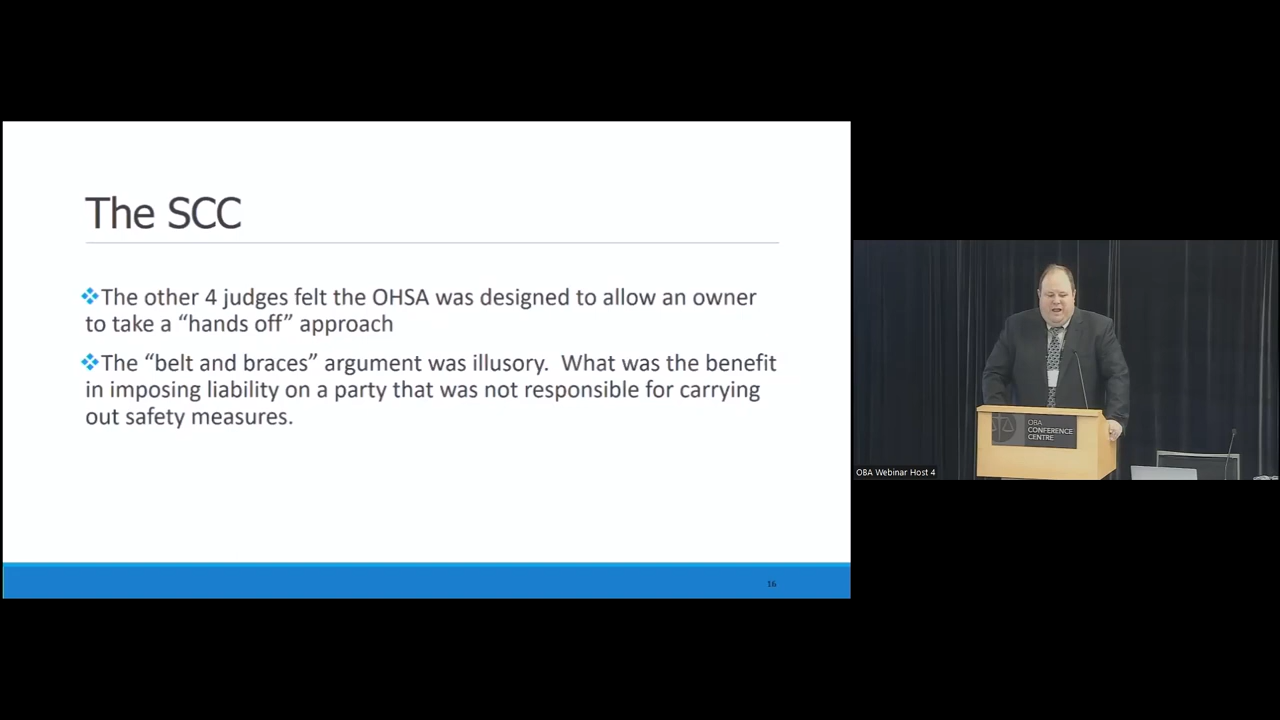 The SCC
❖The other 4 judges felt the OHSA was designed to allow an owner
to take a “hands off” approach
❖The “belt and braces” argument was illusory. What was the benefit
in imposing liability on a party that was not responsible for carrying
out safety measures.
16
OBA
CONFERENCE
CENTRE
OBA Webinar Host 4